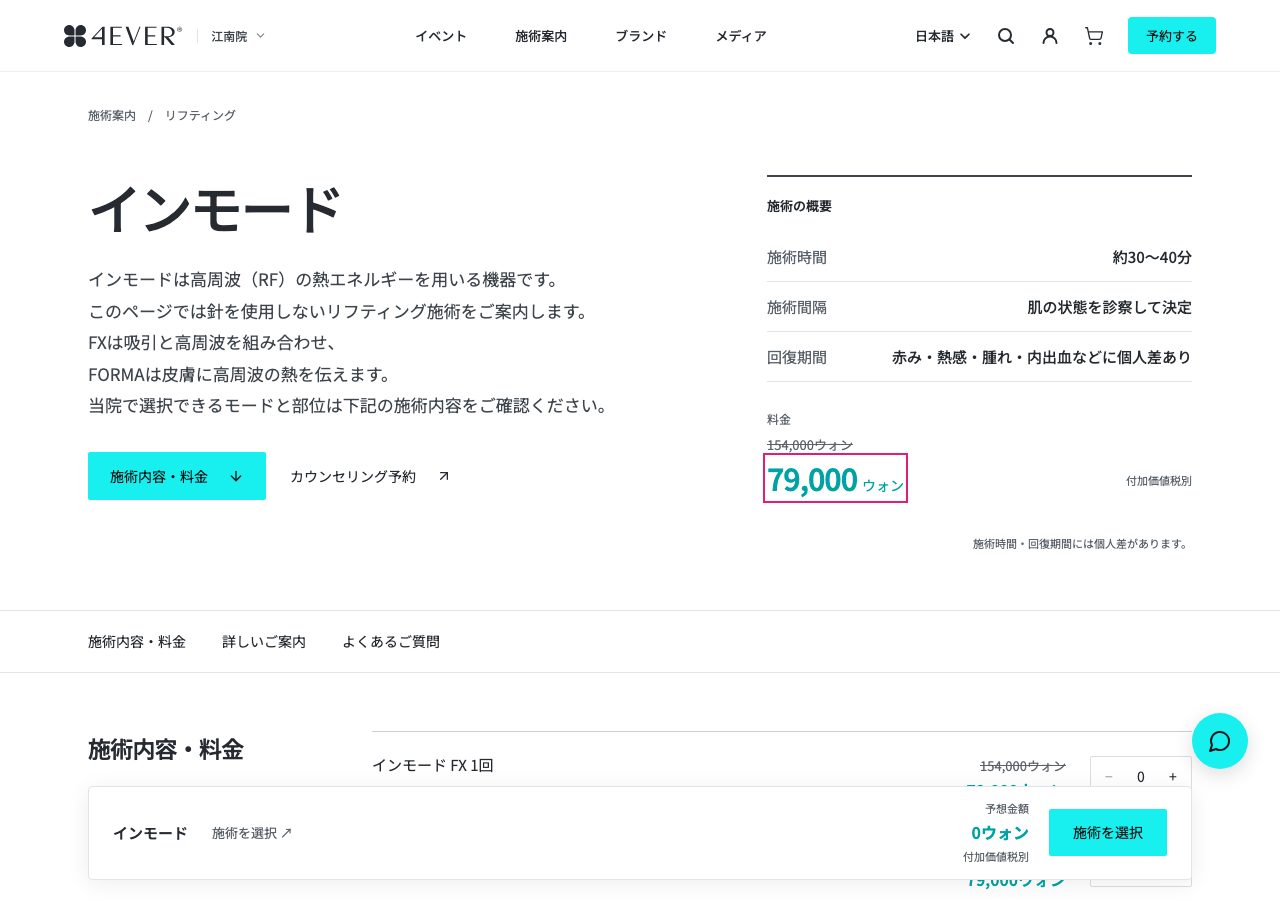 4EVER®
江南院
イベント
施術案内
ブランド
メディア
日本語
予約する
施術案内 / リフティング
インモード
インモードは高周波（RF）の熱エネルギーを用いる機器です。
このページでは針を使用しないリフティング施術をご案内します。
FXは吸引と高周波を組み合わせ、
FORMAは皮膚に高周波の熱を伝えます。
当院で選択できるモードと部位は下記の施術内容をご確認ください。
施術内容・料金 ↓
カウンセリング予約 ↗
施術の概要
施術時間 約30〜40分
施術間隔 肌の状態を診察して決定
回復期間 赤み・熱感・腫れ・内出血などに個人差あり
料金
154,000ウォン
79,000 ウォン
付加価値税別
施術時間・回復期間には個人差があります。
施術内容・料金
詳しいご案内
よくあるご質問
施術内容・料金
インモード FX 1回
154,000ウォン
− 0 +
インモード
施術を選択 ↗
予想金額
0ウォン
付加価値税別
施術を選択
79,000ウォン